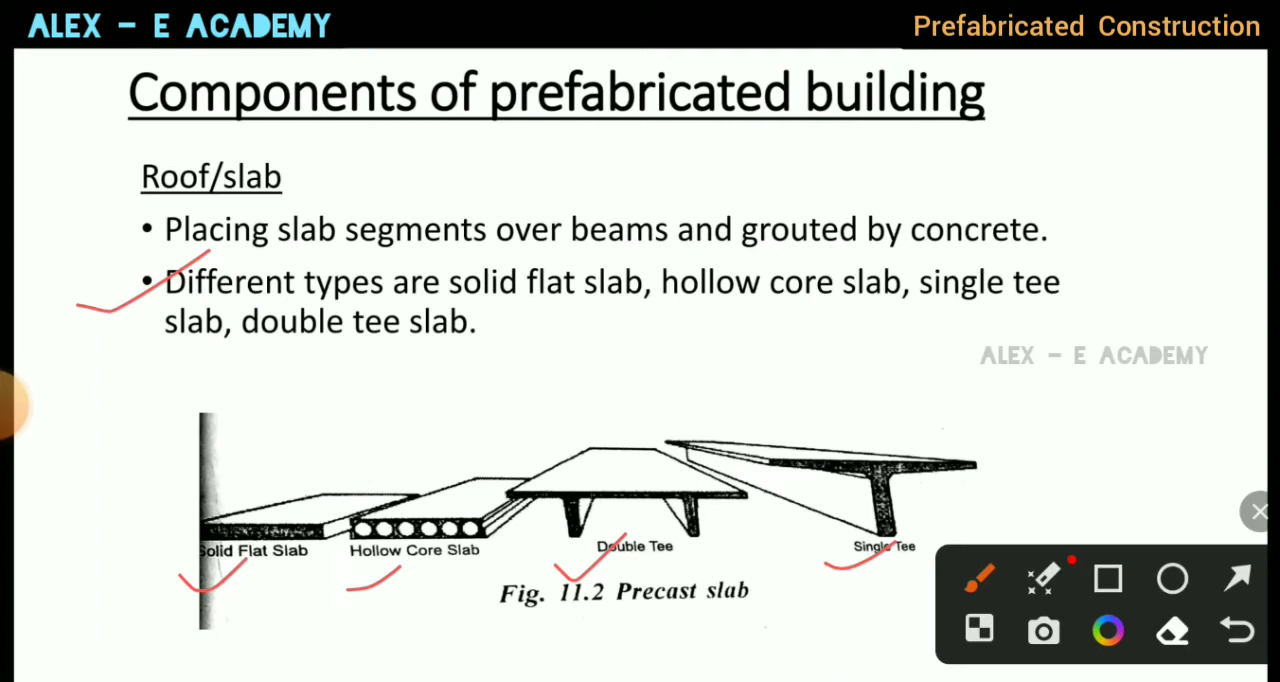 ALEX - E ACADEMY
Prefabricated Construction
Components of prefabricated building
Roof/slab
• Placing slab segments over beams and grouted by concrete.
• Different types are solid flat slab, hollow core slab, single tee
slab, double tee slab.
ALEX - E ACADEMY
Solid Flat Slab
Hollow Core Slab
Double Tee
Single Tee
Fig. 11.2 Precast slab